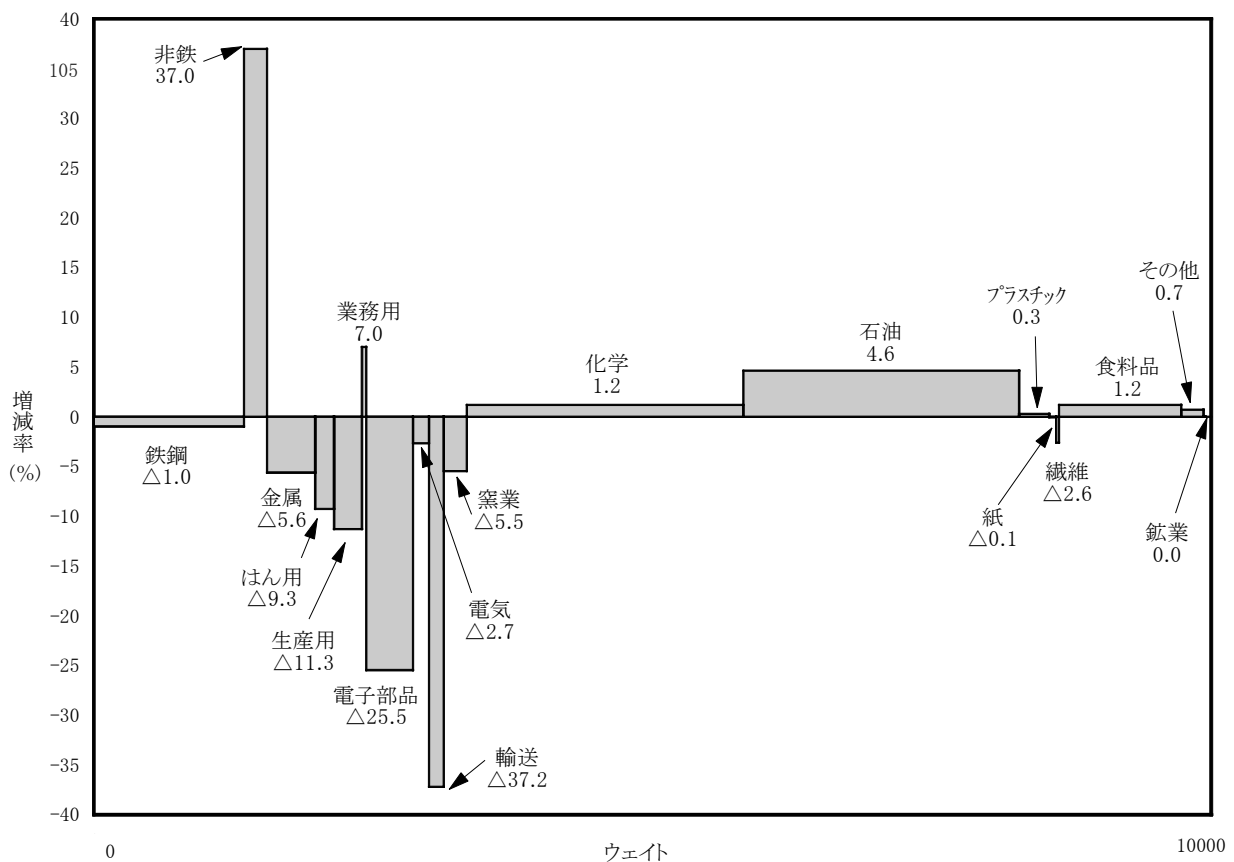 40
105
30
25
20
15
10
5
0
-5
-10
-15
-20
-25
-30
-35
-40
増減率
(%)
非鉄
37.0
業務用
7.0
化学
1.2
石油
4.6
プラスチック
0.3
その他
0.7
食料品
1.2
鉄鋼
△1.0
金属
△5.6
はん用
△9.3
生産用
△11.3
電子部品
△25.5
輸送
△37.2
電気
△2.7
窯業
△5.5
紙
△0.1
繊維
△2.6
鉱業
0.0
0
ウェイト
10000